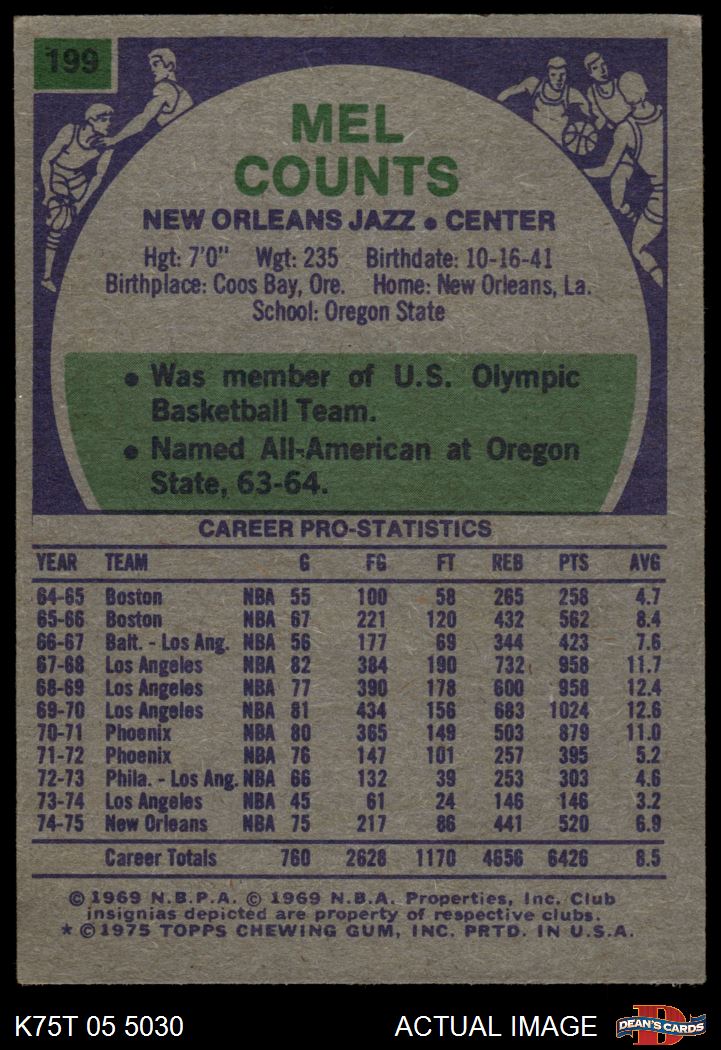 199
MEL
COUNTS
NEW ORLEANS JAZZ • CENTER
Hgt: 7'0" Wgt: 235 Birthdate: 10-16-41
Birthplace: Coos Bay, Ore. Home: New Orleans, La.
School: Oregon State
• Was member of U.S. Olympic
Basketball Team.
• Named All-American at Oregon
State, 63-64.
CAREER PRO-STATISTICS
YEAR TEAM G FG FT REB PTS AVG
64-65 Boston NBA 55 100 58 265 258 4.7
65-66 Boston NBA 67 221 120 432 562 8.4
66-67 Balt. - Los Ang. NBA 56 177 69 344 423 7.6
67-68 Los Angeles NBA 82 384 190 732 958 11.7
68-69 Los Angeles NBA 77 390 178 600 958 12.4
69-70 Los Angeles NBA 81 434 156 683 1024 12.6
70-71 Phoenix NBA 80 365 149 503 879 11.0
71-72 Phoenix NBA 76 147 101 257 395 5.2
72-73 Phila. - Los Ang. NBA 66 132 39 253 303 4.6
73-74 Los Angeles NBA 45 61 24 146 146 3.2
74-75 New Orleans NBA 75 217 86 441 520 6.9
Career Totals 760 2628 1170 4656 6426 8.5
© 1969 N.B.P.A. © 1969 N.B.A. Properties, Inc. Club
insignias depicted are property of respective clubs.
* © 1975 TOPPS CHEWING GUM, INC. PRTD. IN U.S.A.
K75T 05 5030 ACTUAL IMAGE D DEAN'S CARDS